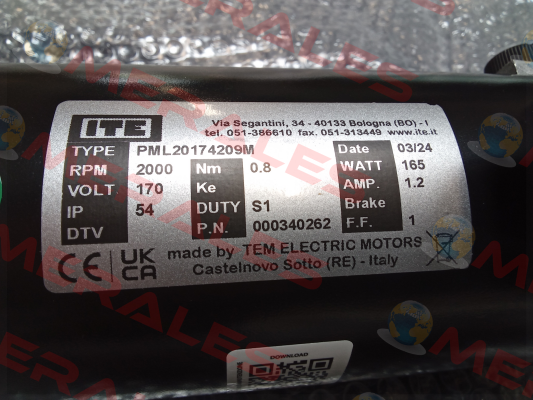 ITE
Via Segantini, 34 - 40133 Bologna (BO) - I
tel. 051-386610 fax. 051-313449 www.ite.it
TYPE PML20174209M Date 03/24
RPM 2000 Nm 0.8 WATT 165
VOLT 170 Ke AMP. 1.2
IP 54 DUTY S1 Brake
DTV P.N. 000340262 F.F. 1
CE UK CA made by TEM ELECTRIC MOTORS
Castelnovo Sotto (RE) - Italy
DOWNLOAD
MERALES